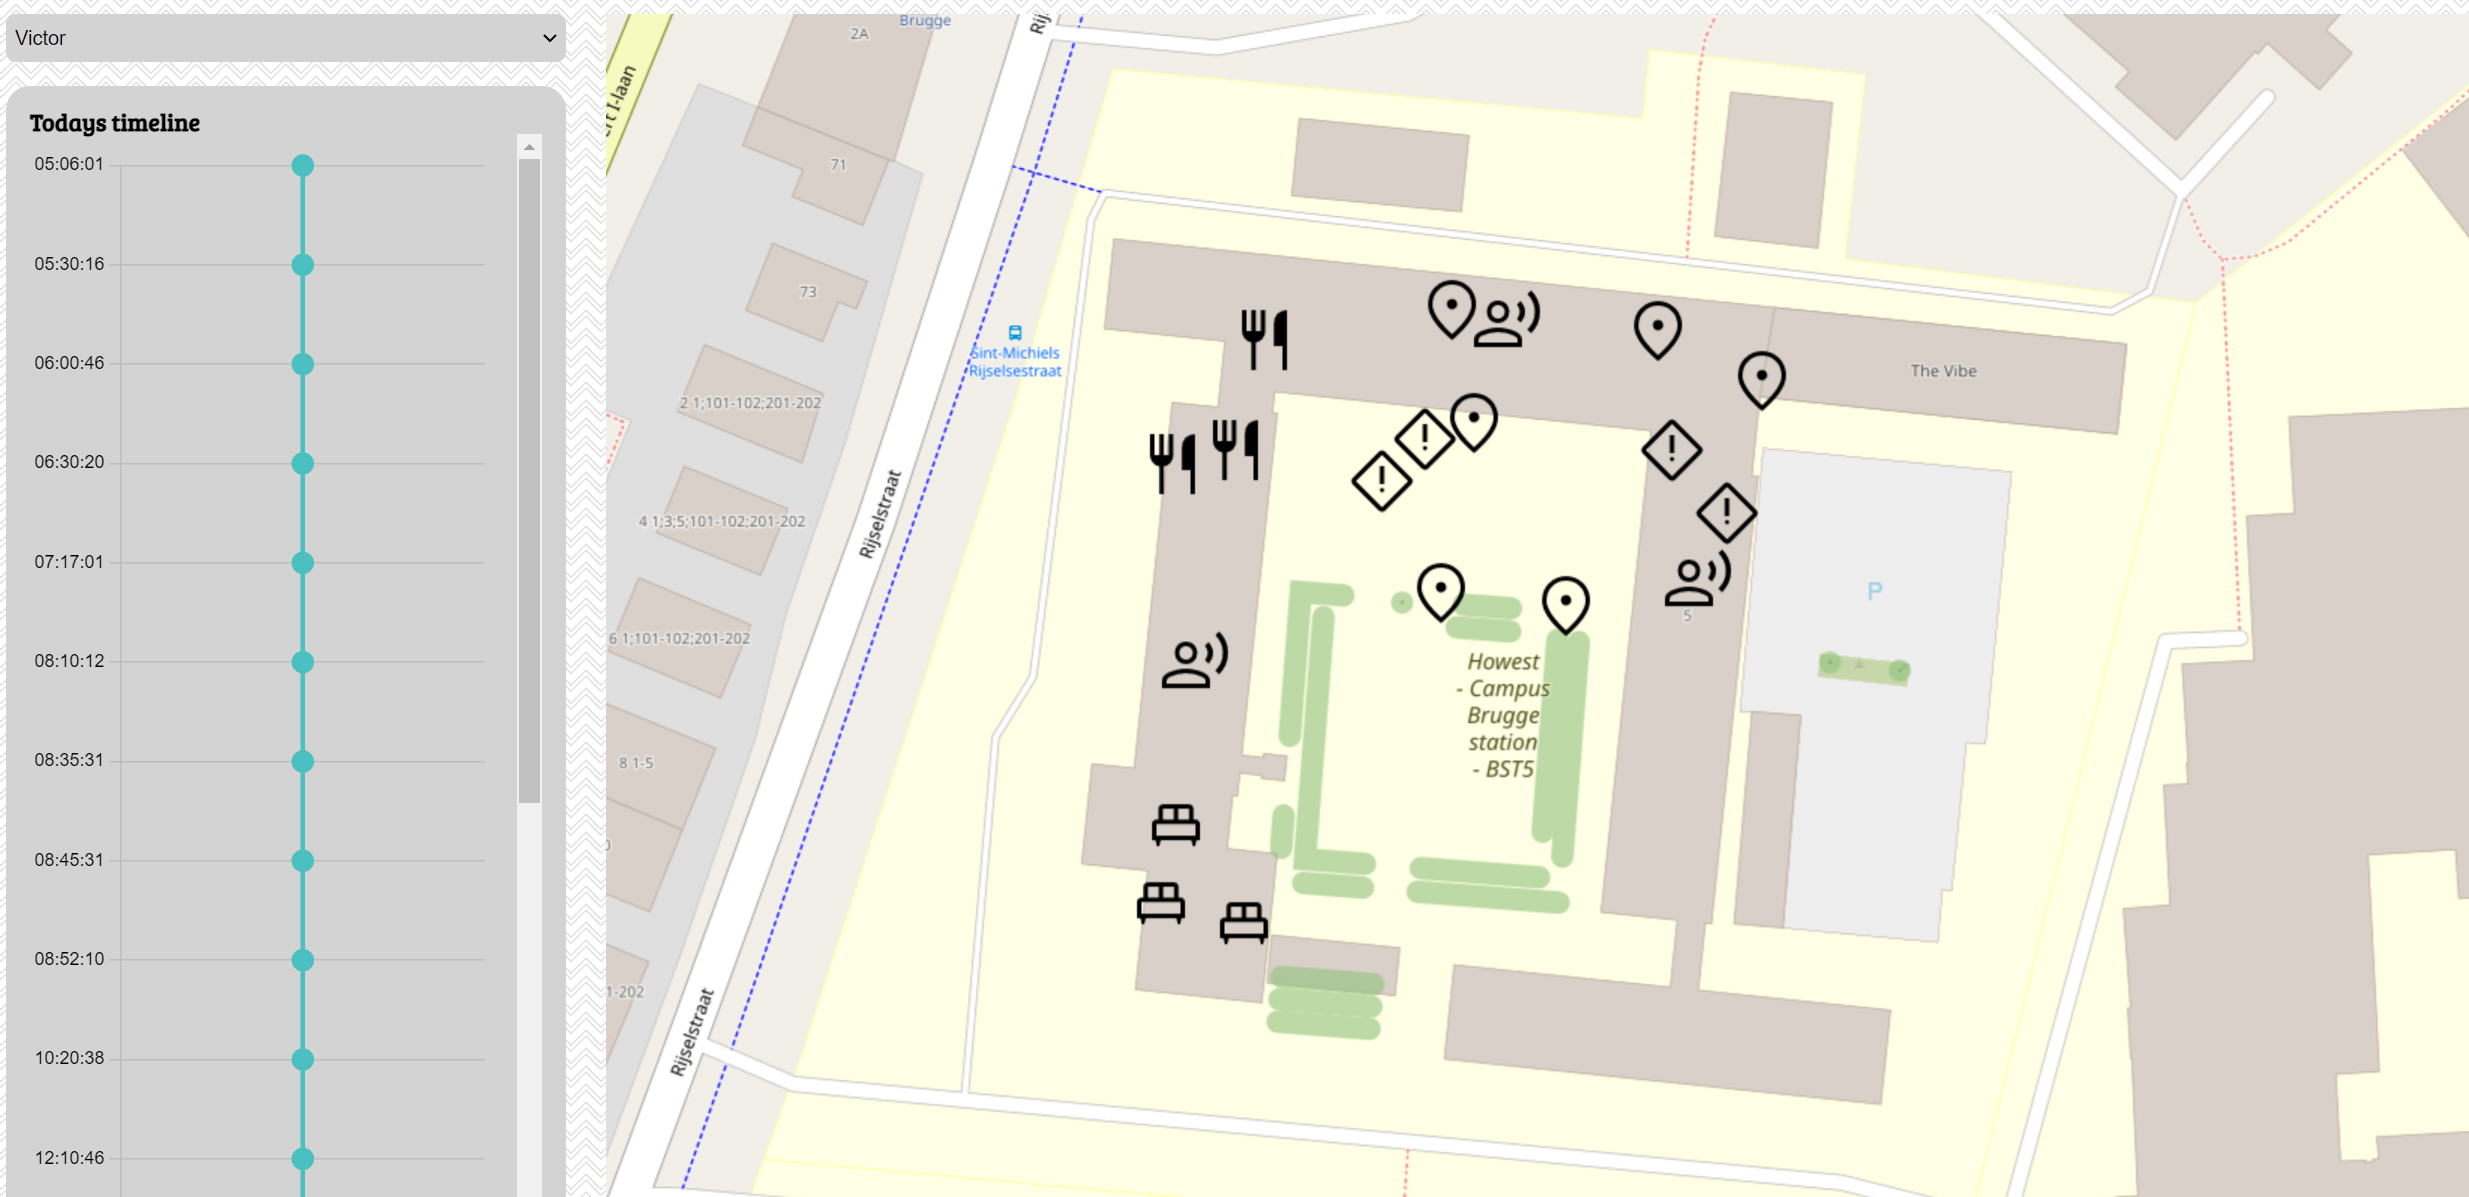 Victor
Todays timeline
05:06:01
05:30:16
06:00:46
06:30:20
07:17:01
08:10:12
08:35:31
08:45:31
08:52:10
10:20:38
12:10:46
Brugge
2A
71
73
2 1;101-102;201-202
4 1;3;5;101-102;201-202
6 1;101-102;201-202
8 1-5
1-202
ert I-laan
Rij
Rijselstraat
Rijselstraat
Sint-Michiels
Rijselsestraat
The Vibe
P
5
Howest
- Campus
Brugge
station
- BST5